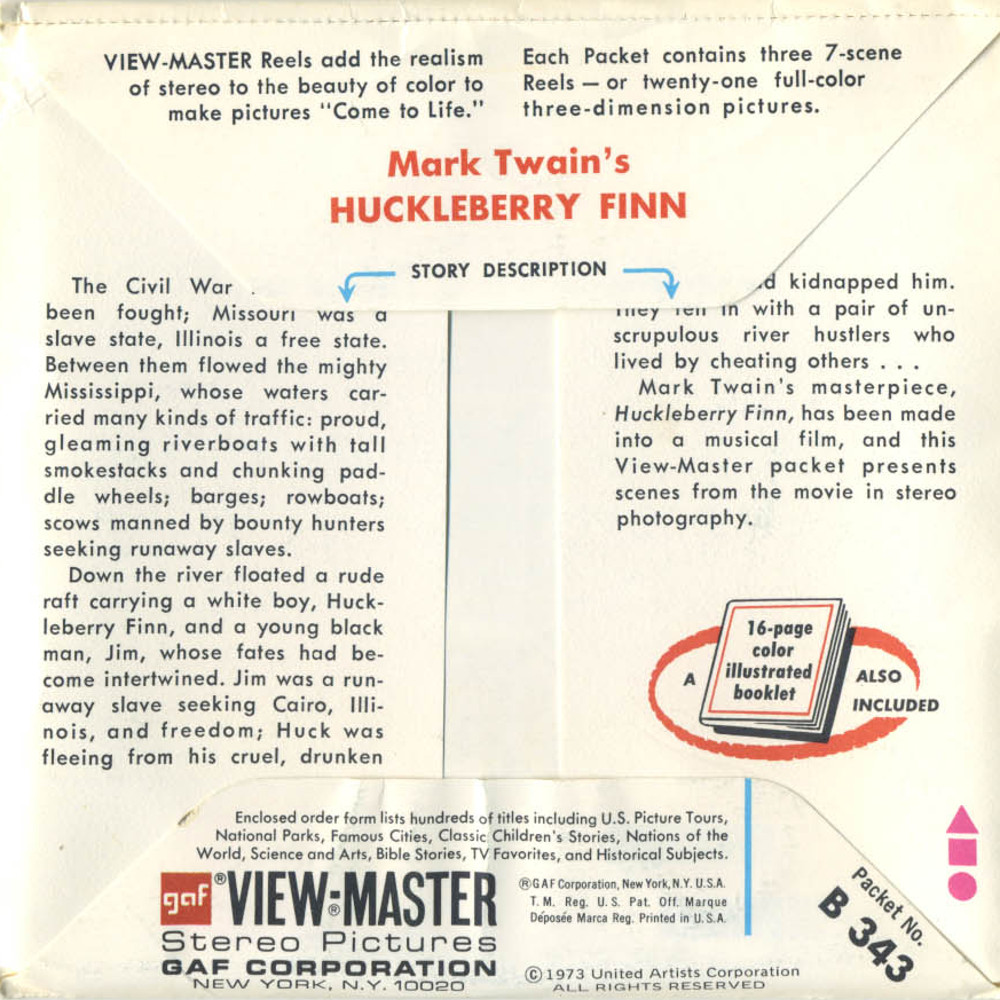 VIEW-MASTER Reels add the realism
of stereo to the beauty of color to
make pictures "Come to Life."
Each Packet contains three 7-scene
Reels — or twenty-one full-color
three-dimension pictures.
Mark Twain's
HUCKLEBERRY FINN
STORY DESCRIPTION
The Civil War
been fought; Missouri was a
slave state, Illinois a free state.
Between them flowed the mighty
Mississippi, whose waters car-
ried many kinds of traffic: proud,
gleaming riverboats with tall
smokestacks and chunking pad-
dle wheels; barges; rowboats;
scows manned by bounty hunters
seeking runaway slaves.
Down the river floated a rude
raft carrying a white boy, Huck-
leberry Finn, and a young black
man, Jim, whose fates had be-
come intertwined. Jim was a run-
away slave seeking Cairo, Illi-
nois, and freedom; Huck was
fleeing from his cruel, drunken
kidnapped him.
They fell in with a pair of un-
scrupulous river hustlers who
lived by cheating others . . .
Mark Twain's masterpiece,
Huckleberry Finn, has been made
into a musical film, and this
View-Master packet presents
scenes from the movie in stereo
photography.
A
16-page
color
illustrated
booklet
ALSO
INCLUDED
Enclosed order form lists hundreds of titles including U.S. Picture Tours,
National Parks, Famous Cities, Classic Children's Stories, Nations of the
World, Science and Arts, Bible Stories, TV Favorites, and Historical Subjects.
gaf® VIEW-MASTER®
Stereo Pictures
GAF CORPORATION
NEW YORK, N.Y. 10020
®GAF Corporation, New York, N.Y. U.S.A.
T.M. Reg. U.S. Pat. Off. Marque
Déposée Marca Reg. Printed in U.S.A.
©1973 United Artists Corporation
ALL RIGHTS RESERVED
Packet No.
B 343